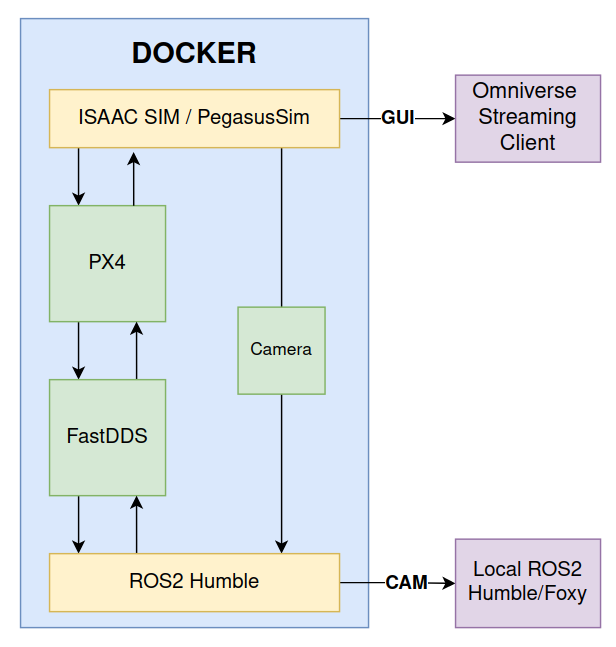 DOCKER
ISAAC SIM / PegasusSim
GUI
Omniverse
Streaming
Client
PX4
Camera
FastDDS
ROS2 Humble
CAM
Local ROS2
Humble/Foxy